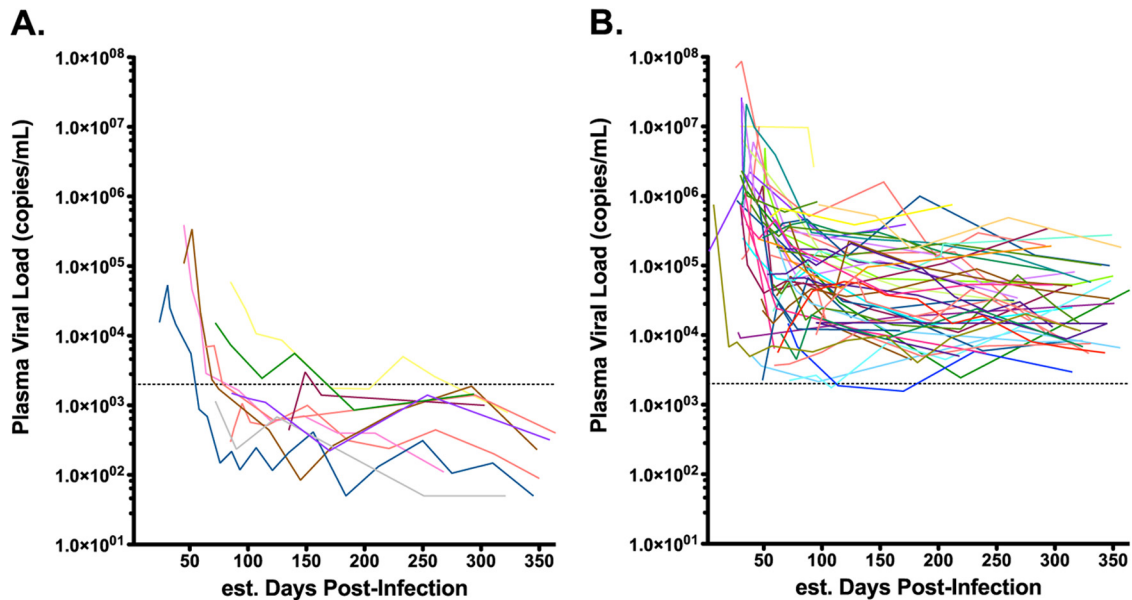 A.
Plasma Viral Load (copies/mL)
1.0×10^08
1.0×10^07
1.0×10^06
1.0×10^05
1.0×10^04
1.0×10^03
1.0×10^02
1.0×10^01
50 100 150 200 250 300 350
est. Days Post-Infection
B.
Plasma Viral Load (copies/mL)
1.0×10^08
1.0×10^07
1.0×10^06
1.0×10^05
1.0×10^04
1.0×10^03
1.0×10^02
1.0×10^01
50 100 150 200 250 300 350
est. Days Post-Infection